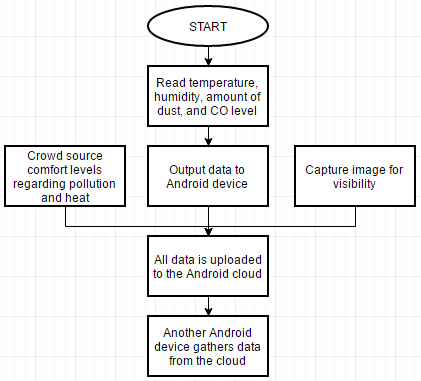 START
Read temperature,
humidity, amount of
dust, and CO level
Crowd source
comfort levels
regarding pollution
and heat
Output data to
Android device
Capture image for
visibility
All data is uploaded
to the Android cloud
Another Android
device gathers data
from the cloud